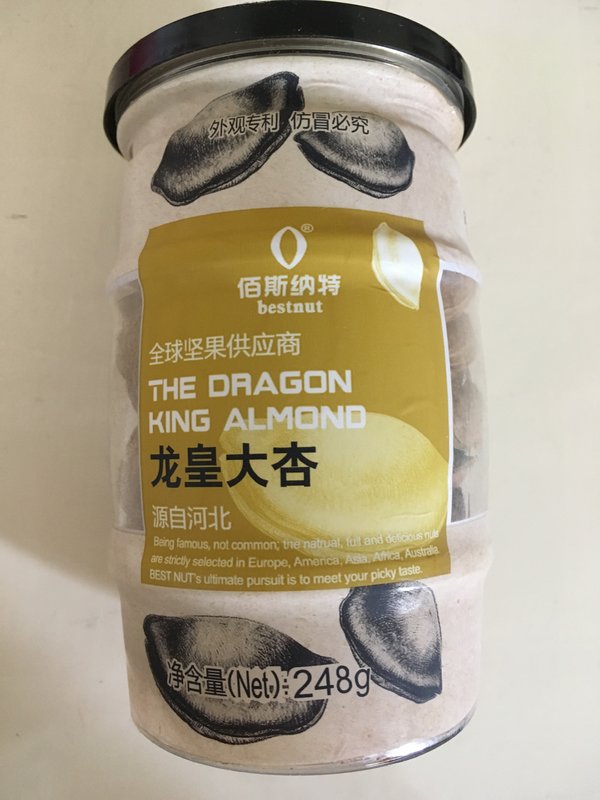 外观专利 仿冒必究
®
佰斯纳特
bestnut
全球坚果供应商
THE DRAGON
KING ALMOND
龙皇大杏
源自河北
Being famous, not common; the natrual, full and delicious nuts
are strictly selected in Europe, America, Asia, Africa, Australia.
BEST NUT's ultimate pursuit is to meet your picky taste.
净含量(Net):248g